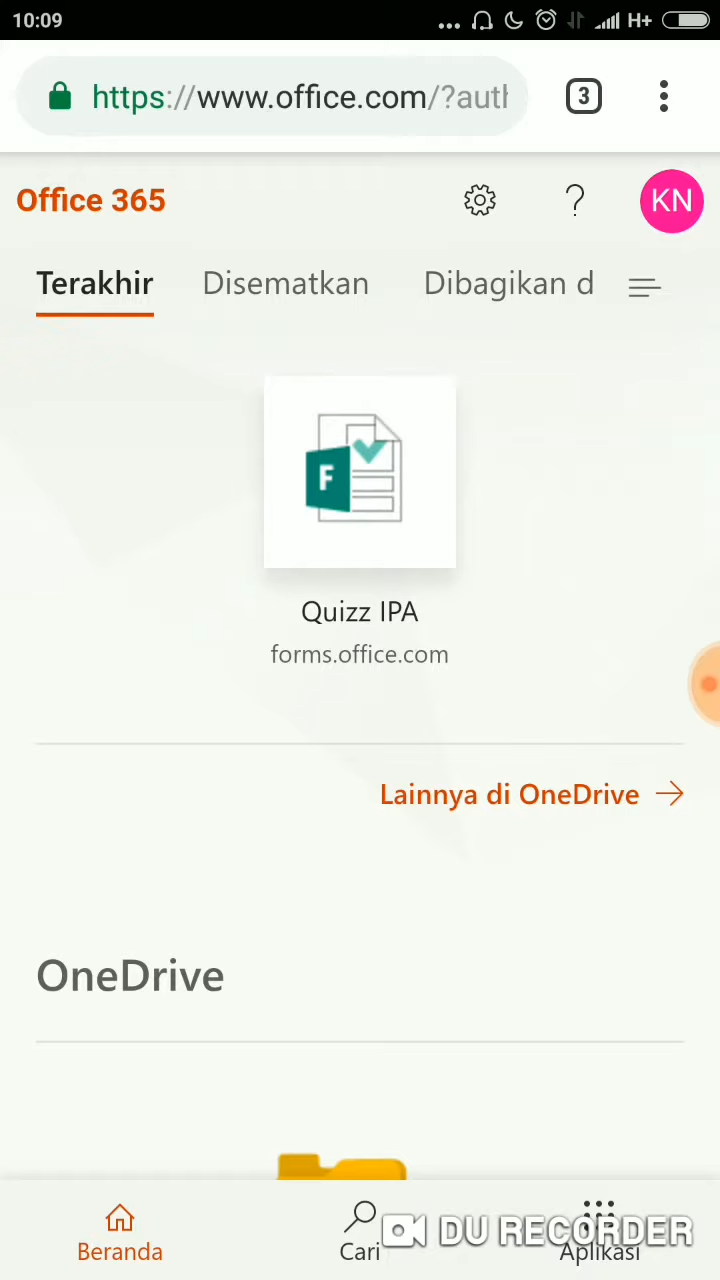 10:09
H+
https://www.office.com/?auth
3
Office 365
KN
Terakhir
Disematkan
Dibagikan d
F
Quizz IPA
forms.office.com
Lainnya di OneDrive
OneDrive
Beranda
Cari
Aplikasi
DU RECORDER